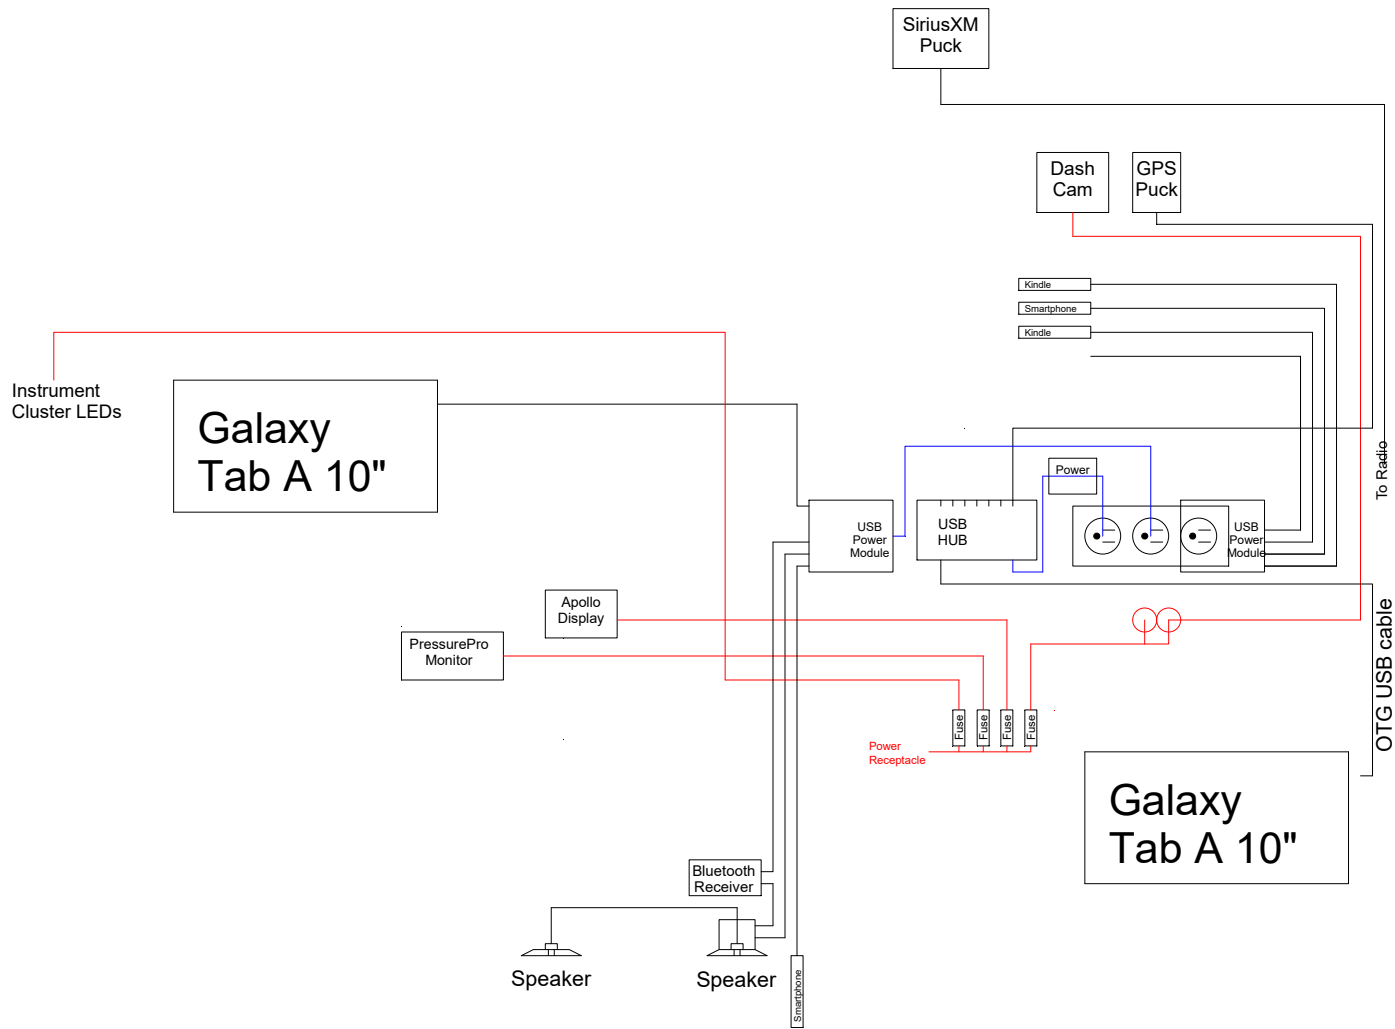 SiriusXM
Puck
Dash
Cam
GPS
Puck
Kindle
Smartphone
Kindle
Instrument
Cluster LEDs
Galaxy
Tab A 10"
To Radio
Power
USB
Power
Module
USB
HUB
USB
Power
Module
Apollo
Display
PressurePro
Monitor
OTG USB cable
Fuse
Fuse
Fuse
Fuse
Power
Receptacle
Galaxy
Tab A 10"
Bluetooth
Receiver
Speaker
Speaker
Smartphone